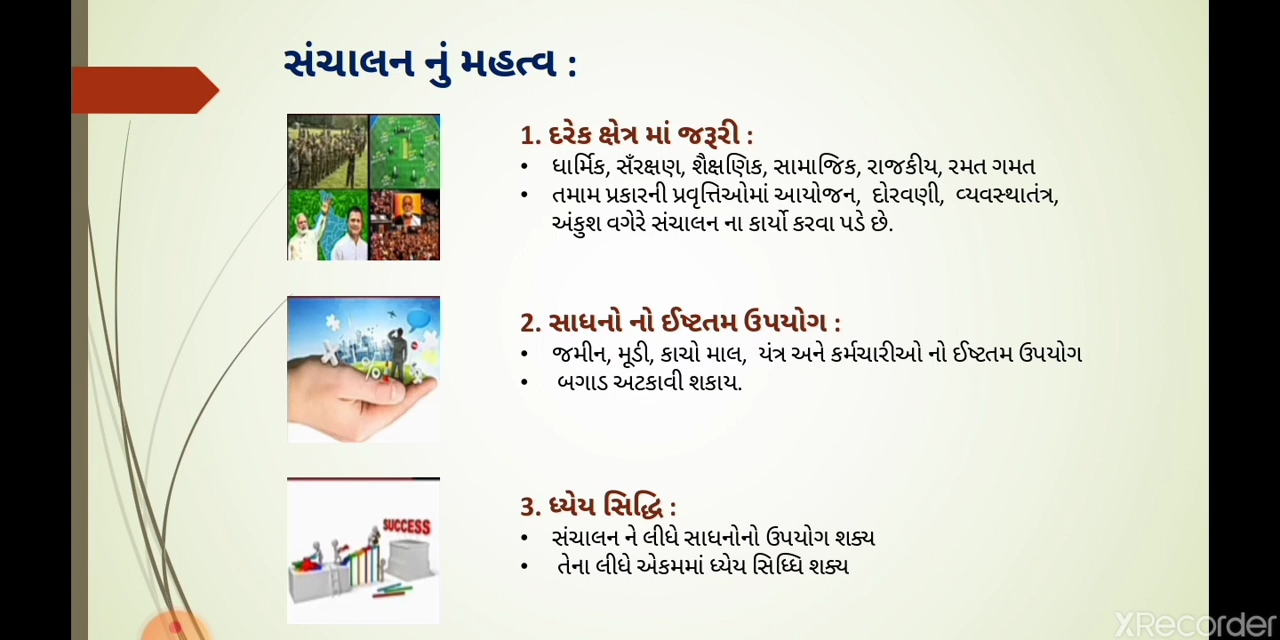 સંચાલન નું મહત્વ :
1. દરેક ક્ષેત્ર માં જરૂરી :
• ધાર્મિક, સઁરક્ષણ, શૈક્ષણિક, સામાજિક, રાજકીય, રમત ગમત
• તમામ પ્રકારની પ્રવૃત્તિઓમાં આયોજન, દોરવણી, વ્યવસ્થાતંત્ર,
અંકુશ વગેરે સંચાલન ના કાર્યો કરવા પડે છે.
2. સાધનો નો ઈષ્ટતમ ઉપયોગ :
• જમીન, મૂડી, કાચો માલ, યંત્ર અને કર્મચારીઓ નો ઈષ્ટતમ ઉપયોગ
• બગાડ અટકાવી શકાય.
SUCCESS
3. ધ્યેય સિદ્ધિ :
• સંચાલન ને લીધે સાધનોનો ઉપયોગ શક્ય
• તેના લીધે એકમમાં ધ્યેય સિધ્ધિ શક્ય
XRecorder